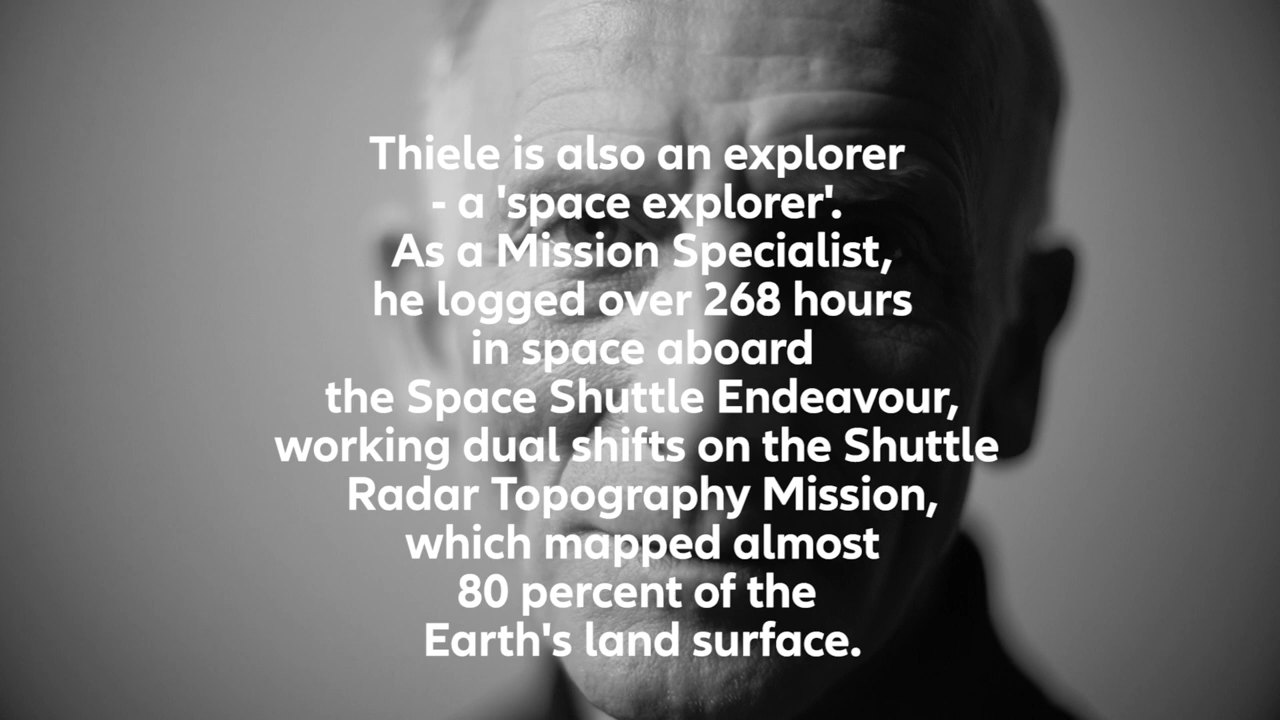 Thiele is also an explorer
- a 'space explorer'.
As a Mission Specialist,
he logged over 268 hours
in space aboard
the Space Shuttle Endeavour,
working dual shifts on the Shuttle
Radar Topography Mission,
which mapped almost
80 percent of the
Earth's land surface.